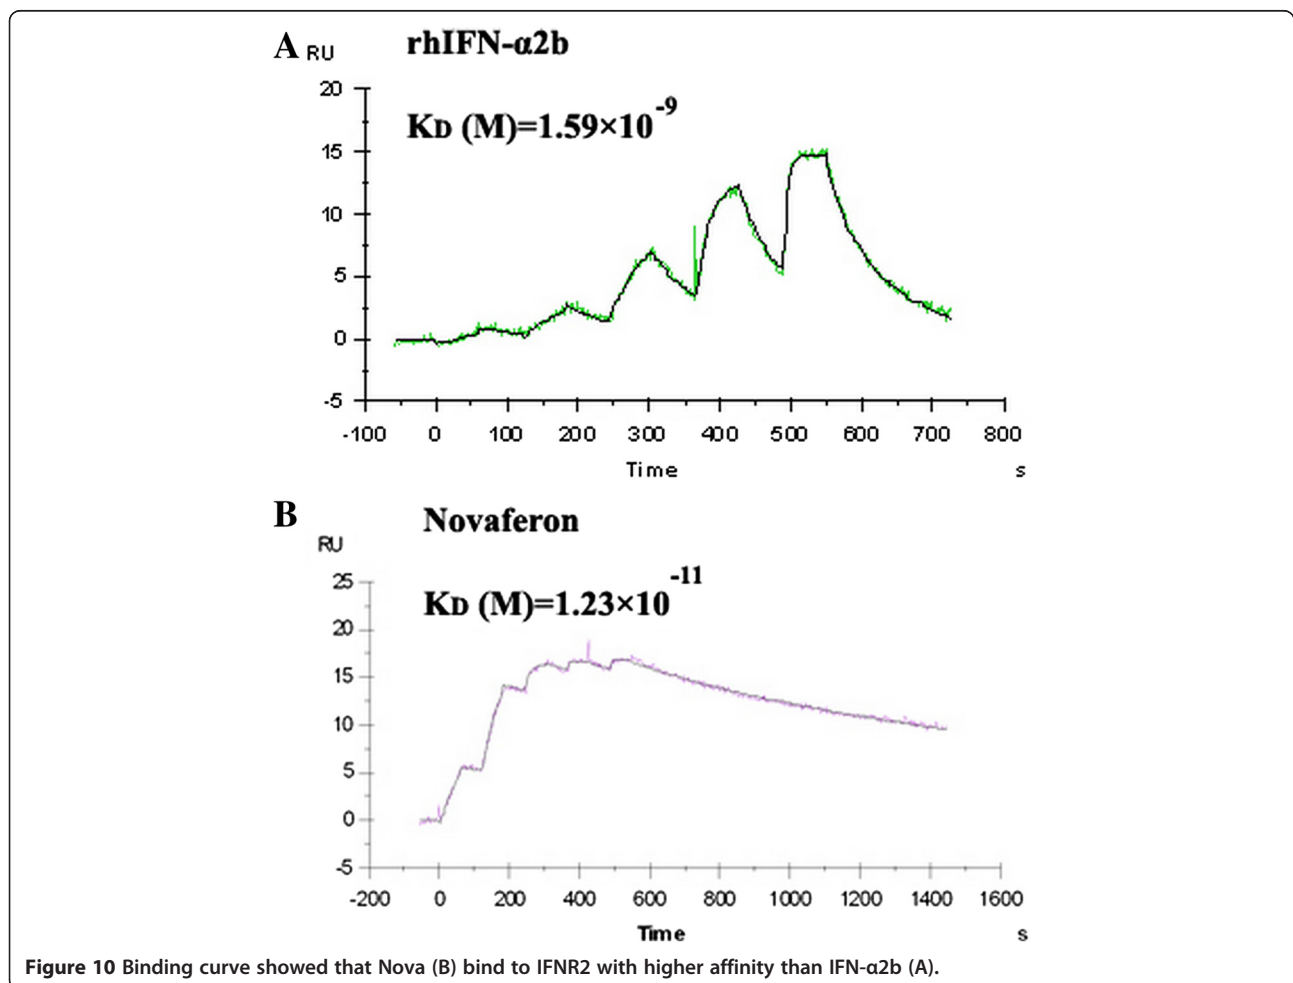 A RU rhIFN-α2b
20
KD (M)=1.59×10-9
15
10
5
0
-5
-100 0 100 200 300 400 500 600 700 800
Time s
B Novaferon
RU
25
KD (M)=1.23×10-11
20
15
10
5
0
-5
-200 0 200 400 600 800 1000 1200 1400 1600
Time s
Figure 10 Binding curve showed that Nova (B) bind to IFNR2 with higher affinity than IFN-α2b (A).